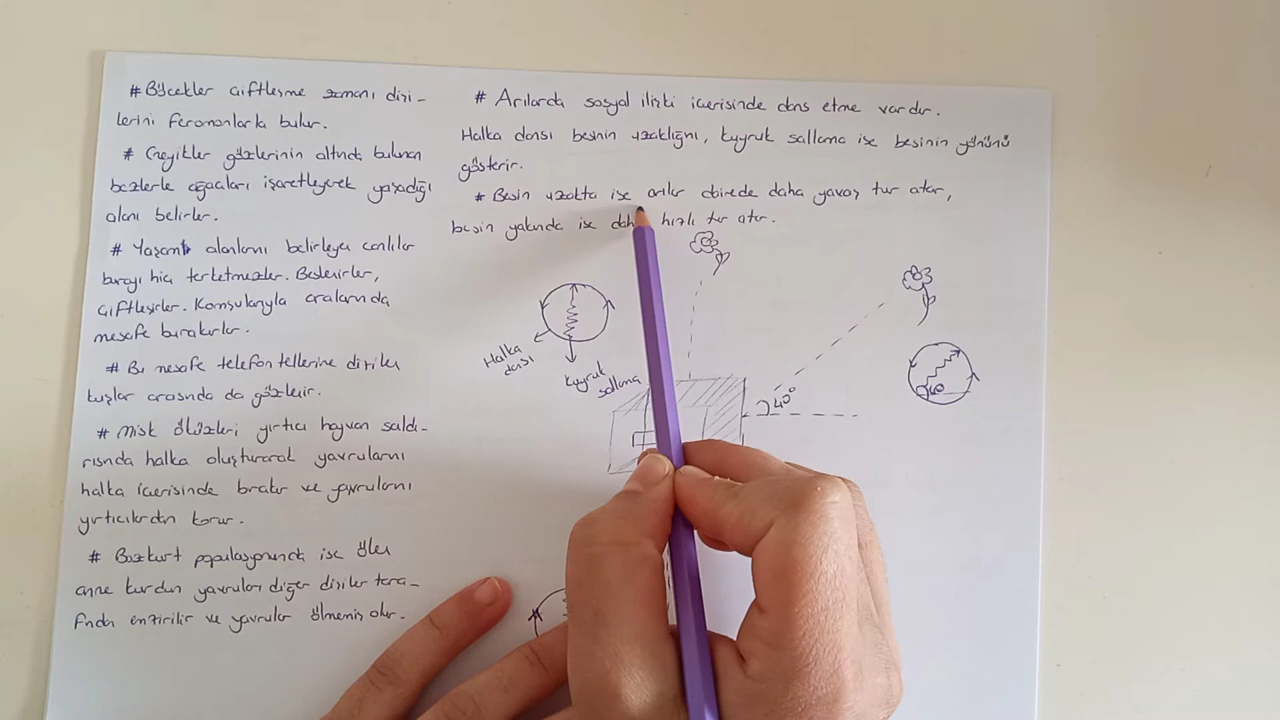 # Böcekler çiftleşme zamanı dişi-
lerini feromonlarla bulur.
# Geyikler gözlerinin altında bulunan
bezlerle ağaçları işaretleyerek yaşadığı
alanı belirler.
# Yaşam alanlarını belirleyen canlılar
burayı hiç terketmezler. Beslenirler,
çiftleşirler. Komşularıyla aralarında
mesafe bırakırlar.
# Bu mesafe telefon tellerine dizilen
kuşlar arasında da gözlenir.
# Misk öküzleri yırtıcı hayvan saldı-
rısında halka oluşturarak yavrularını
halka içerisinde bırakır ve yavrularını
yırtıcılardan korur.
# Bozkurt populasyonunda ise ölen
anne kurdun yavruları diğer dişiler tara-
fında emzirilir ve yavrular ölmemiş olur.
# Arılarda sosyal ilişki içerisinde dans etme vardır.
Halka dansı besinin uzaklığını, kuyruk sallama ise besinin yönünü
gösterir.
# Besin uzakta ise arılar dairede daha yavaş tur atar,
besin yakında ise hızlı tur atar.
Halka
dansı
Kuyruk
sallama
40°
40